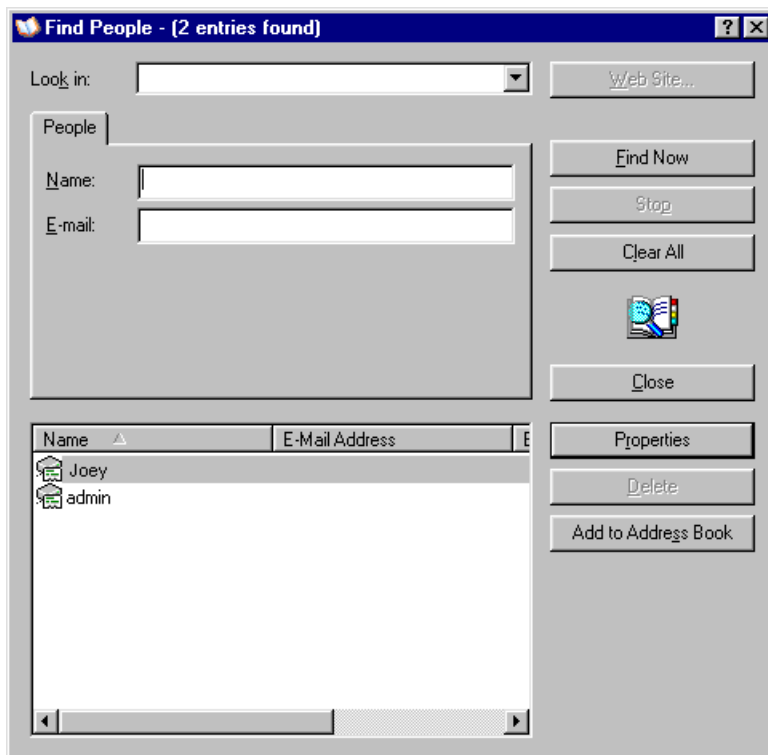 Find People - (2 entries found)
Look in:
Web Site...
People
Find Now
Name:
Stop
E-mail:
Clear All
Close
Name E-Mail Address
Properties
Joey
Delete
admin
Add to Address Book